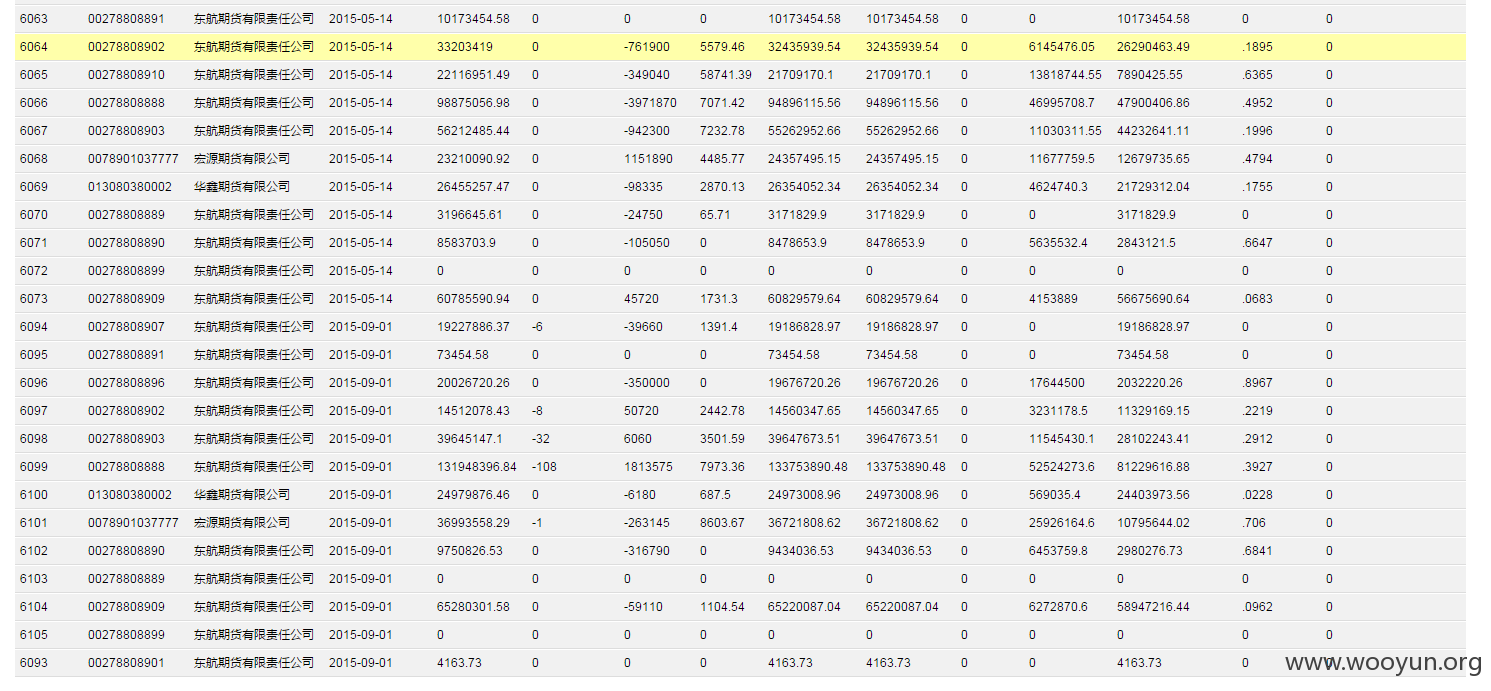 6063 00278808891 东航期货有限责任公司 2015-05-14 10173454.58 0 0 0 10173454.58 10173454.58 0 0 10173454.58 0 0
6064 00278808902 东航期货有限责任公司 2015-05-14 33203419 0 -761900 5579.46 32435939.54 32435939.54 0 6145476.05 26290463.49 .1895 0
6065 00278808910 东航期货有限责任公司 2015-05-14 22116951.49 0 -349040 58741.39 21709170.1 21709170.1 0 13818744.55 7890425.55 .6365 0
6066 00278808888 东航期货有限责任公司 2015-05-14 98875056.98 0 -3971870 7071.42 94896115.56 94896115.56 0 46995708.7 47900406.86 .4952 0
6067 00278808903 东航期货有限责任公司 2015-05-14 56212485.44 0 -942300 7232.78 55262952.66 55262952.66 0 11030311.55 44232641.11 .1996 0
6068 0078901037777 宏源期货有限公司 2015-05-14 23210090.92 0 1151890 4485.77 24357495.15 24357495.15 0 11677759.5 12679735.65 .4794 0
6069 013080380002 华鑫期货有限公司 2015-05-14 26455257.47 0 -98335 2870.13 26354052.34 26354052.34 0 4624740.3 21729312.04 .1755 0
6070 00278808889 东航期货有限责任公司 2015-05-14 3196645.61 0 -24750 65.71 3171829.9 3171829.9 0 0 3171829.9 0 0
6071 00278808890 东航期货有限责任公司 2015-05-14 8583703.9 0 -105050 0 8478653.9 8478653.9 0 5635532.4 2843121.5 .6647 0
6072 00278808899 东航期货有限责任公司 2015-05-14 0 0 0 0 0 0 0 0 0 0 0
6073 00278808909 东航期货有限责任公司 2015-05-14 60785590.94 0 45720 1731.3 60829579.64 60829579.64 0 4153889 56675690.64 .0683 0
6094 00278808907 东航期货有限责任公司 2015-09-01 19227886.37 -6 -39660 1391.4 19186828.97 19186828.97 0 0 19186828.97 0 0
6095 00278808891 东航期货有限责任公司 2015-09-01 73454.58 0 0 0 73454.58 73454.58 0 0 73454.58 0 0
6096 00278808896 东航期货有限责任公司 2015-09-01 20026720.26 0 -350000 0 19676720.26 19676720.26 0 17644500 2032220.26 .8967 0
6097 00278808902 东航期货有限责任公司 2015-09-01 14512078.43 -8 50720 2442.78 14560347.65 14560347.65 0 3231178.5 11329169.15 .2219 0
6098 00278808903 东航期货有限责任公司 2015-09-01 39645147.1 -32 6060 3501.59 39647673.51 39647673.51 0 11545430.1 28102243.41 .2912 0
6099 00278808888 东航期货有限责任公司 2015-09-01 131948396.84 -108 1813575 7973.36 133753890.48 133753890.48 0 52524273.6 81229616.88 .3927 0
6100 013080380002 华鑫期货有限公司 2015-09-01 24979876.46 0 -6180 687.5 24973008.96 24973008.96 0 569035.4 24403973.56 .0228 0
6101 0078901037777 宏源期货有限公司 2015-09-01 36993558.29 -1 -263145 8603.67 36721808.62 36721808.62 0 25926164.6 10795644.02 .706 0
6102 00278808890 东航期货有限责任公司 2015-09-01 9750826.53 0 -316790 0 9434036.53 9434036.53 0 6453759.8 2980276.73 .6841 0
6103 00278808889 东航期货有限责任公司 2015-09-01 0 0 0 0 0 0 0 0 0 0 0
6104 00278808909 东航期货有限责任公司 2015-09-01 65280301.58 0 -59110 1104.54 65220087.04 65220087.04 0 6272870.6 58947216.44 .0962 0
6105 00278808899 东航期货有限责任公司 2015-09-01 0 0 0 0 0 0 0 0 0 0 0
6093 00278808901 东航期货有限责任公司 2015-09-01 4163.73 0 0 0 4163.73 4163.73 0 0 4163.73 0 0
www.wooyun.org